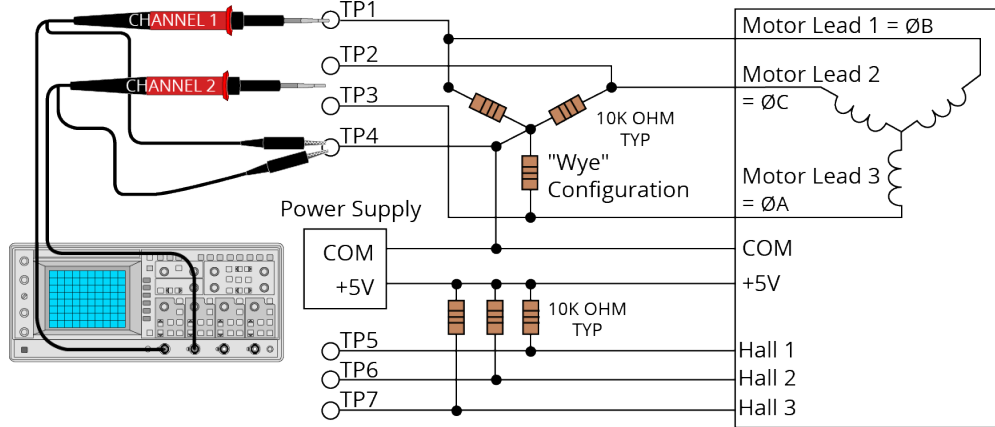 CHANNEL 1
TP1
Motor Lead 1 = ØB
TP2
CHANNEL 2
Motor Lead 2
= ØC
TP3
10K OHM
TYP
TP4
"Wye"
Configuration
Motor Lead 3
= ØA
Power Supply
COM
COM
+5V
+5V
10K OHM
TYP
TP5
Hall 1
TP6
Hall 2
TP7
Hall 3